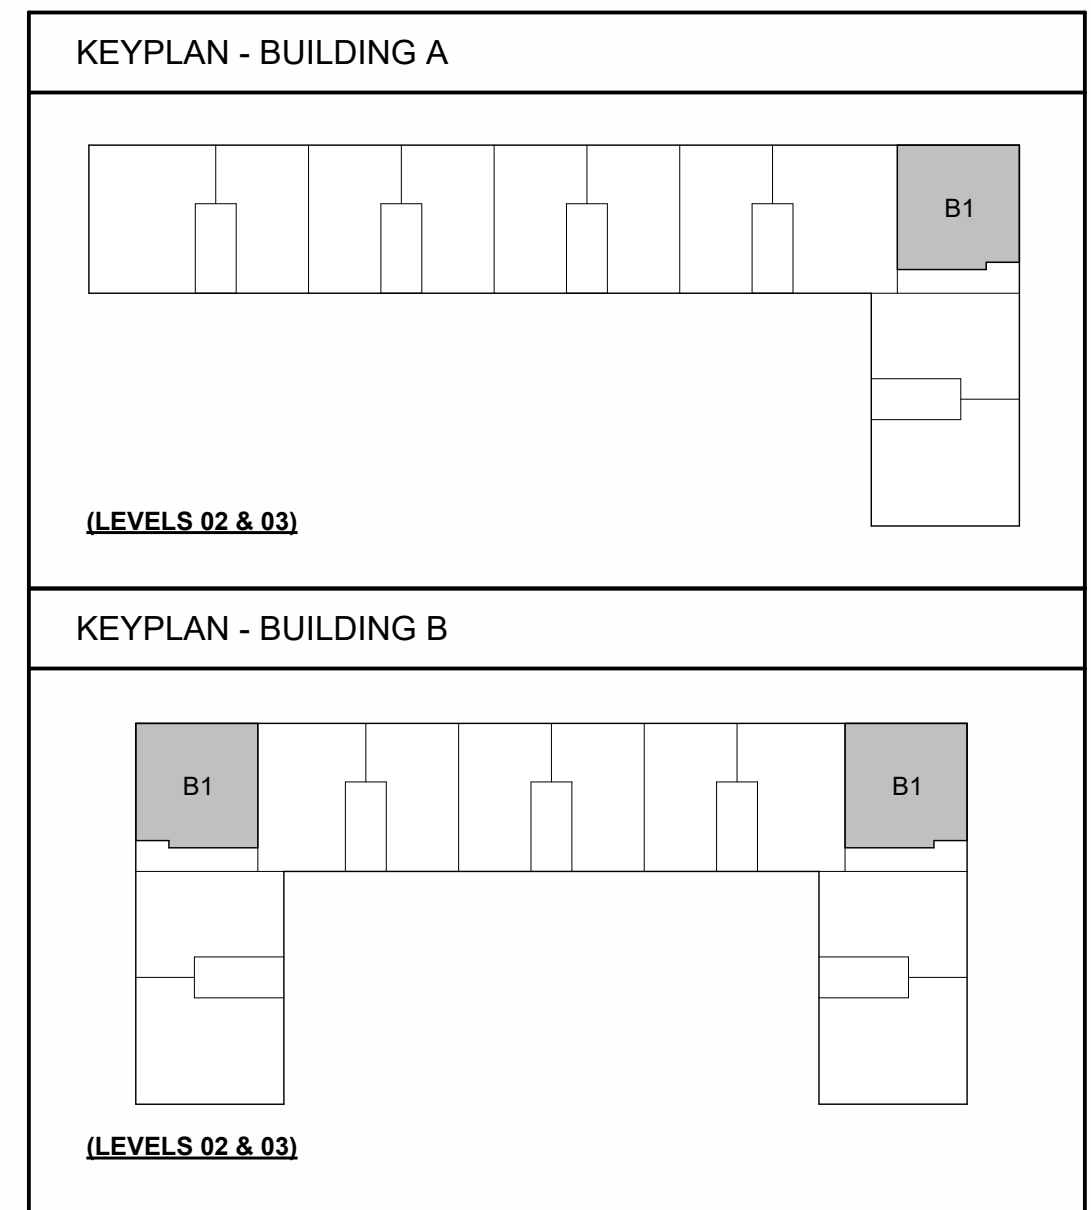 KEYPLAN - BUILDING A
B1
(LEVELS 02 & 03)
KEYPLAN - BUILDING B
B1
B1
(LEVELS 02 & 03)